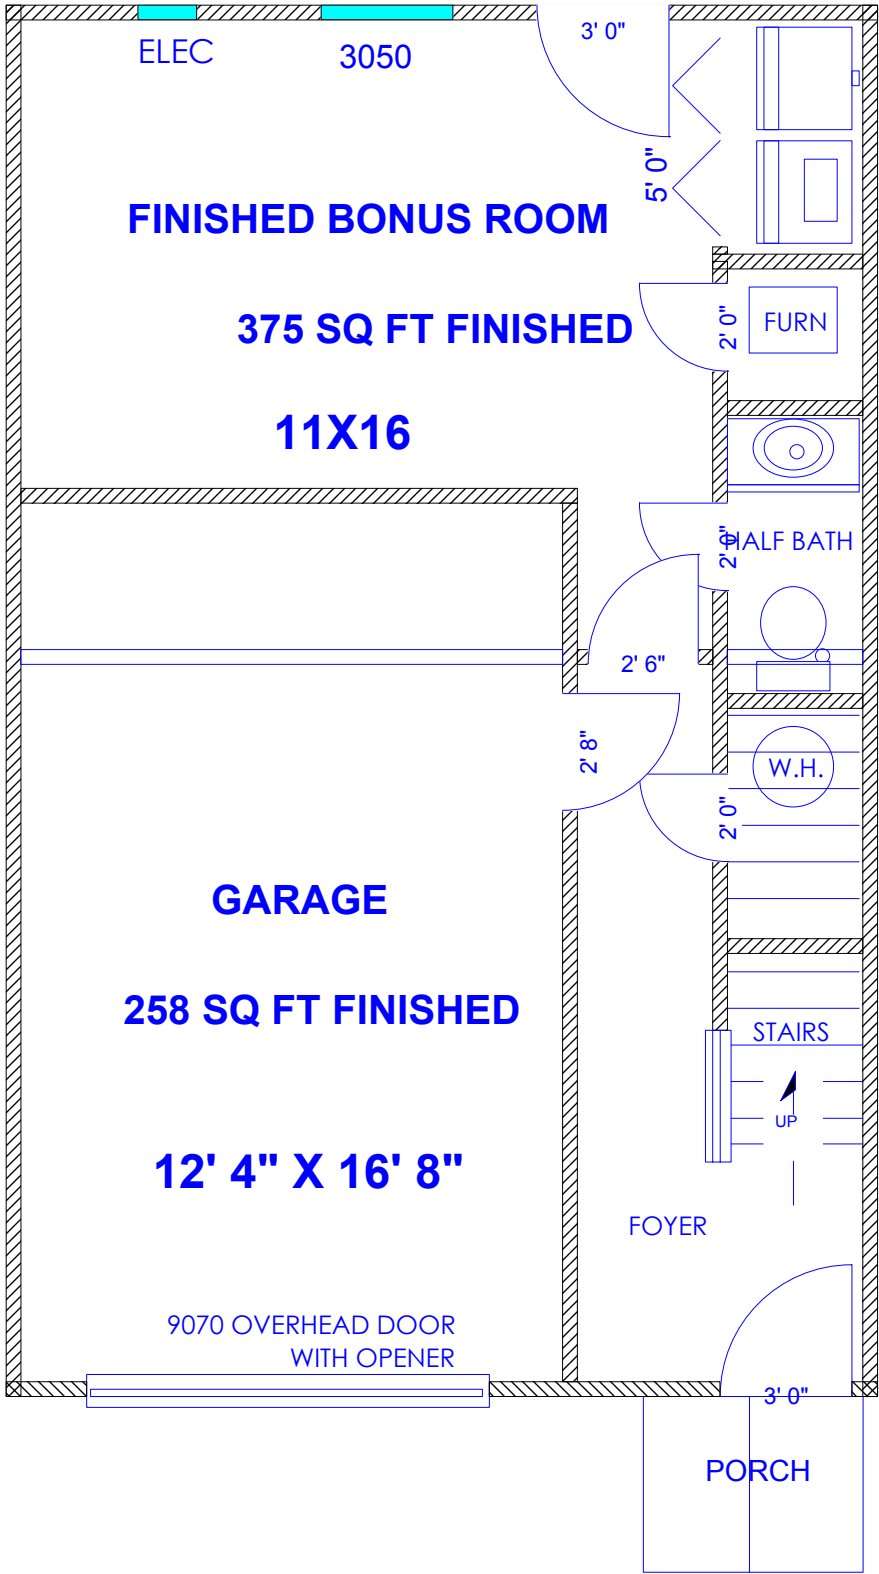 3' 0"
ELEC
3050
5' 0"
FINISHED BONUS ROOM
375 SQ FT FINISHED
2' 0"
FURN
11X16
2' 0"
HALF BATH
2' 6"
2' 8"
W.H.
2' 0"
GARAGE
258 SQ FT FINISHED
STAIRS
UP
12' 4" X 16' 8"
FOYER
9070 OVERHEAD DOOR
WITH OPENER
3' 0"
PORCH